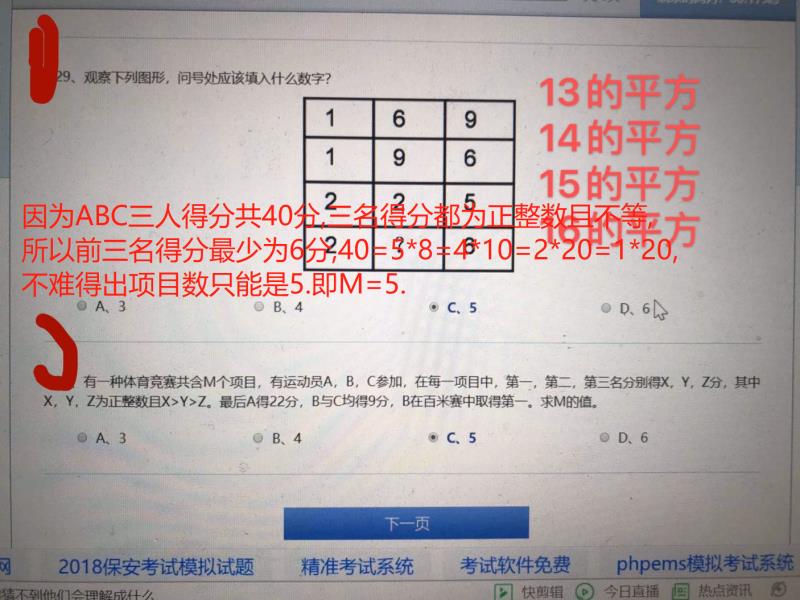 29、观察下列图形，问号处应该填入什么数字？
1 6 9
1 9 6
2 2 5
2 ? 6
13的平方
14的平方
15的平方
16的平方
因为ABC三人得分共40分,三名得分都为正整数且不等,
所以前三名得分最少为6分,40=5*8=4*10=2*20=1*20,
不难得出项目数只能是5.即M=5.
A、3 B、4 C、5 D、6
有一种体育竞赛共含M个项目，有运动员A，B，C参加，在每一项目中，第一，第二，第三名分别得X，Y，Z分，其中
X，Y，Z为正整数且X>Y>Z。最后A得22分，B与C均得9分，B在百米赛中取得第一。求M的值。
A、3 B、4 C、5 D、6
下一页
网 2018保安考试模拟试题 精准考试系统 考试软件免费 phpems模拟考试系统
猜不到他们会理解成什么 快剪辑 今日直播 热点资讯